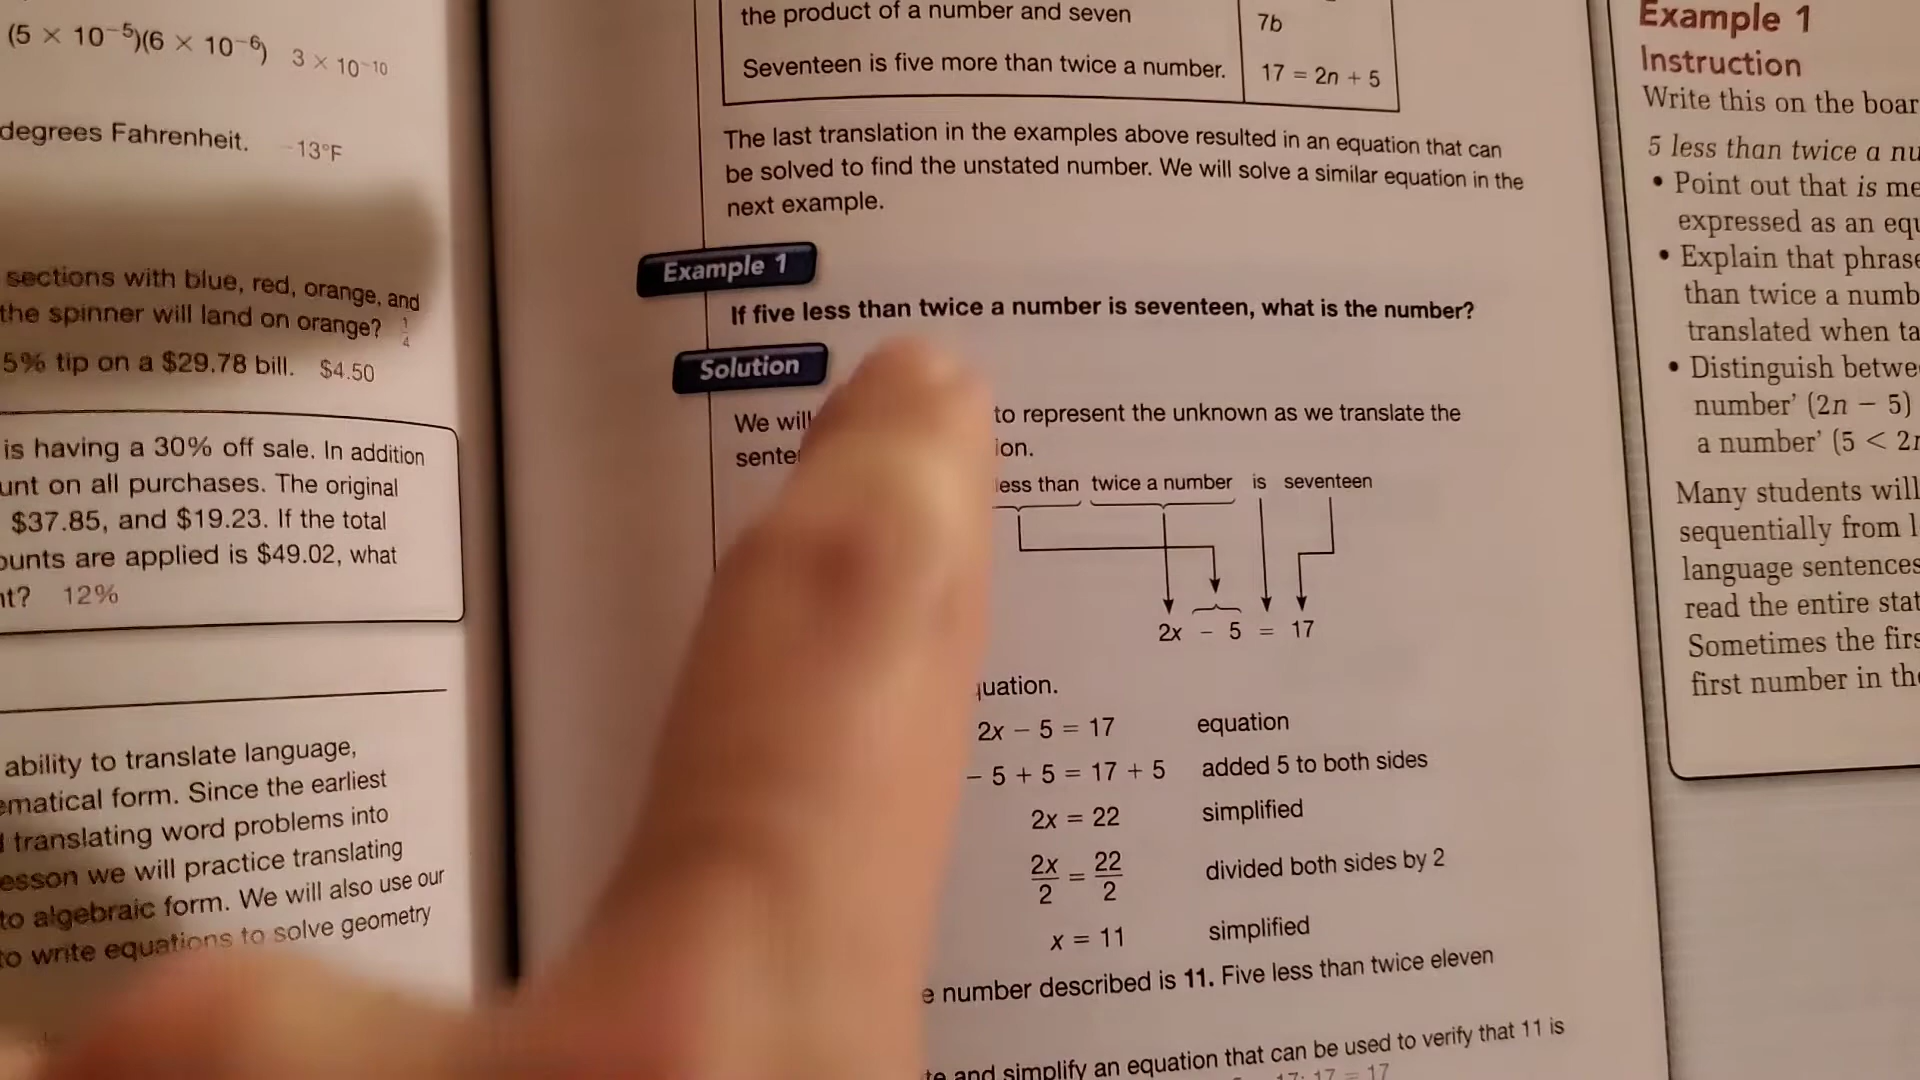 (5 × 10⁻⁵)(6 × 10⁻⁶) 3 × 10⁻¹⁰
degrees Fahrenheit. -13°F
sections with blue, red, orange, and
the spinner will land on orange? 1/4
5% tip on a $29.78 bill. $4.50
is having a 30% off sale. In addition
unt on all purchases. The original
$37.85, and $19.23. If the total
ounts are applied is $49.02, what
nt? 12%
ability to translate language,
ematical form. Since the earliest
translating word problems into
esson we will practice translating
to algebraic form. We will also use our
to write equations to solve geometry
the product of a number and seven 7b
Seventeen is five more than twice a number. 17 = 2n + 5
The last translation in the examples above resulted in an equation that can
be solved to find the unstated number. We will solve a similar equation in the
next example.
Example 1
If five less than twice a number is seventeen, what is the number?
Solution
We will to represent the unknown as we translate the
sente ion.
less than twice a number is seventeen
2x − 5 = 17
quation.
2x − 5 = 17 equation
− 5 + 5 = 17 + 5 added 5 to both sides
2x = 22 simplified
2x/2 = 22/2 divided both sides by 2
x = 11 simplified
e number described is 11. Five less than twice eleven
te and simplify an equation that can be used to verify that 11 is
17; 17 = 17
Example 1
Instruction
Write this on the boar
5 less than twice a nu
• Point out that is me
expressed as an equ
• Explain that phrase
than twice a numb
translated when ta
• Distinguish betwe
number' (2n − 5)
a number' (5 < 2n
Many students will
sequentially from l
language sentences
read the entire stat
Sometimes the firs
first number in the